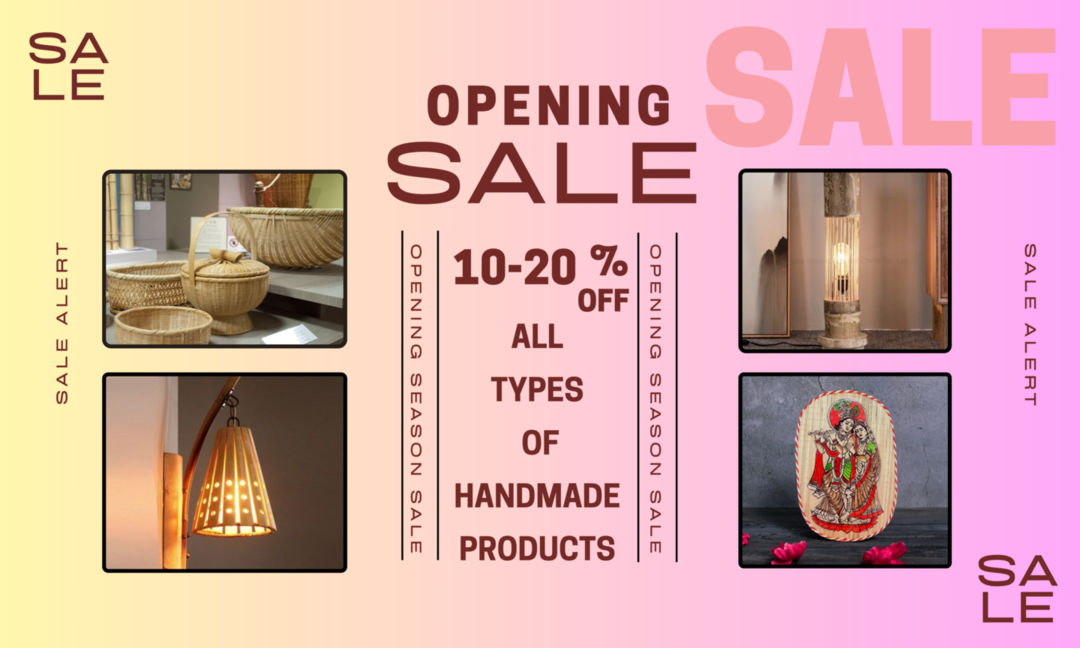 SA
LE
SALE
OPENING
SALE
SALE ALERT
OPENING SEASON SALE
10-20 %
OFF
ALL
TYPES
OF
HANDMADE
PRODUCTS
OPENING SEASON SALE
SALE ALERT
SA
LE